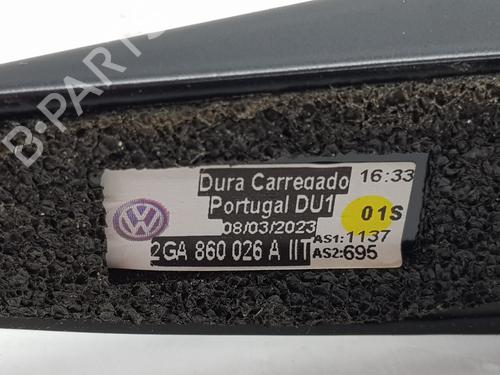 B-PARTS
Dura Carregado 16:33
Portugal DU1 01S
08/03/2023 AS1:1137
2GA 860 026 A IIT AS2:695